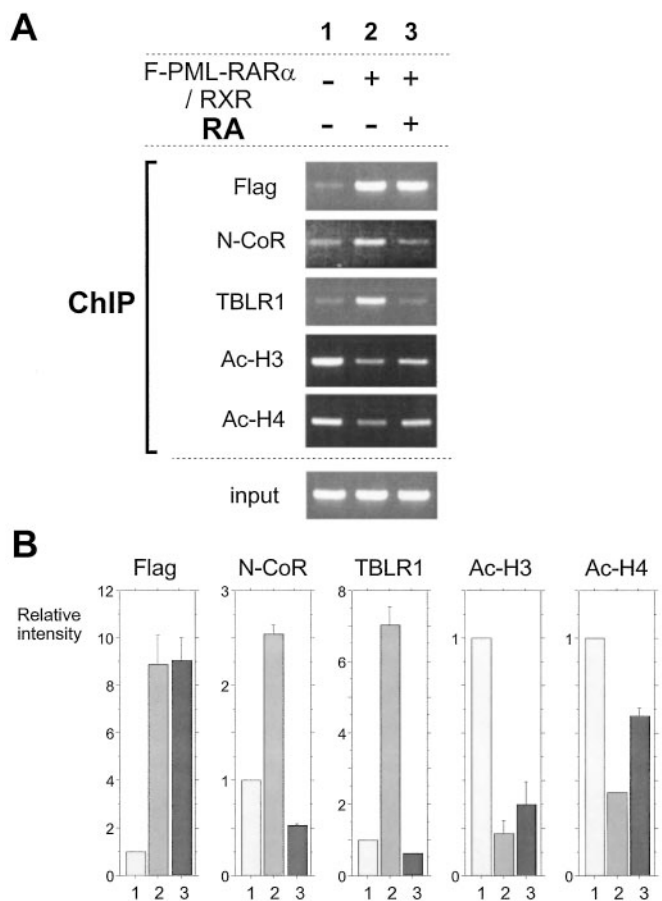 A
1 2 3
F-PML-RARα - + +
/ RXR
RA - - +
ChIP
Flag
N-CoR
TBLR1
Ac-H3
Ac-H4
input
B
Relative
intensity
Flag
12
10
8
6
4
2
0
1 2 3
N-CoR
3
2
1
0
1 2 3
TBLR1
8
6
4
2
0
1 2 3
Ac-H3
1
0
1 2 3
Ac-H4
1
0
1 2 3